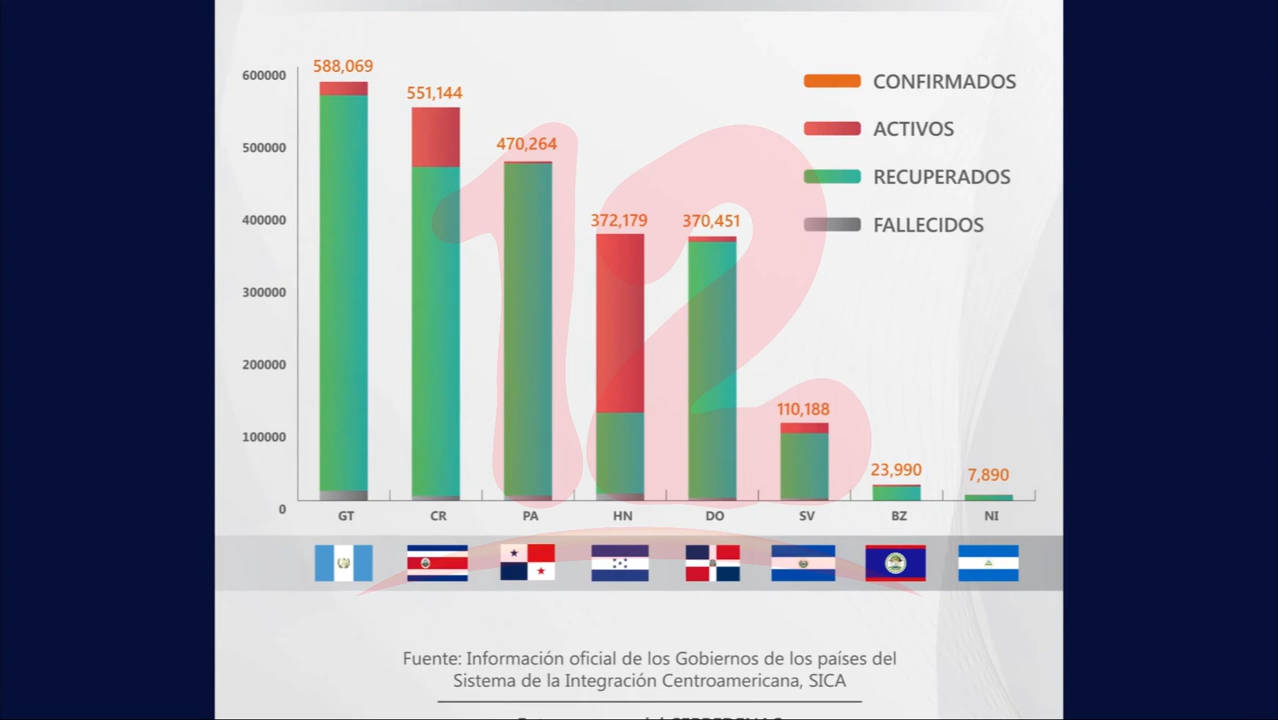 588,069
551,144
470,264
372,179
370,451
110,188
23,990
7,890
CONFIRMADOS
ACTIVOS
RECUPERADOS
FALLECIDOS
600000
500000
400000
300000
200000
100000
0
GT CR PA HN DO SV BZ NI
12
Fuente: Información oficial de los Gobiernos de los países del
Sistema de la Integración Centroamericana, SICA